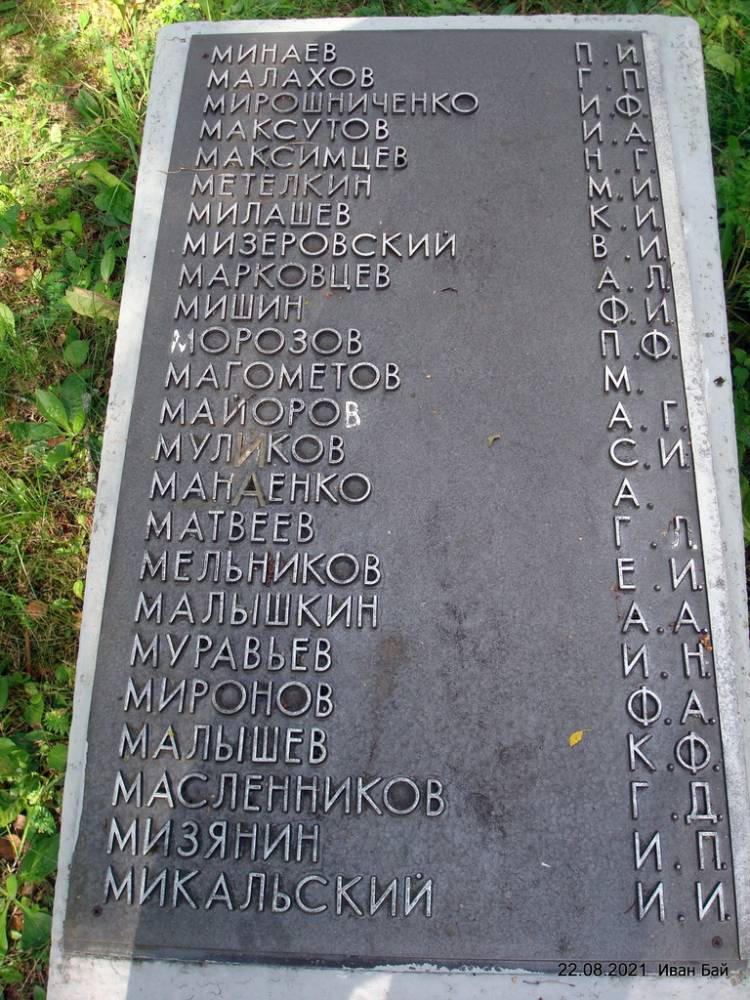 МИНАЕВ П.И
МАЛАХОВ Г.П
МИРОШНИЧЕНКО И.Ф.
МАКСУТОВ И.А.
МАКСИМЦЕВ Н.Г.
МЕТЕЛКИН М.И.
МИЛАШЕВ К.И.
МИЗЕРОВСКИЙ В.И.
МАРКОВЦЕВ А.Л.
МИШИН Ф.И.
МОРОЗОВ П.Ф.
МАГОМЕТОВ М.
МАЙОРОВ А.Г.
МУЛИКОВ С.И.
МАНАЕНКО А.
МАТВЕЕВ Г.Л.
МЕЛЬНИКОВ Е.И.
МАЛЫШКИН А.А.
МУРАВЬЕВ И.Н.
МИРОНОВ Ф.А.
МАЛЫШЕВ К.Ф.
МАСЛЕННИКОВ Г.Д.
МИЗЯНИН И.П.
МИКАЛЬСКИЙ И.И.
22.08.2021 Иван Бай